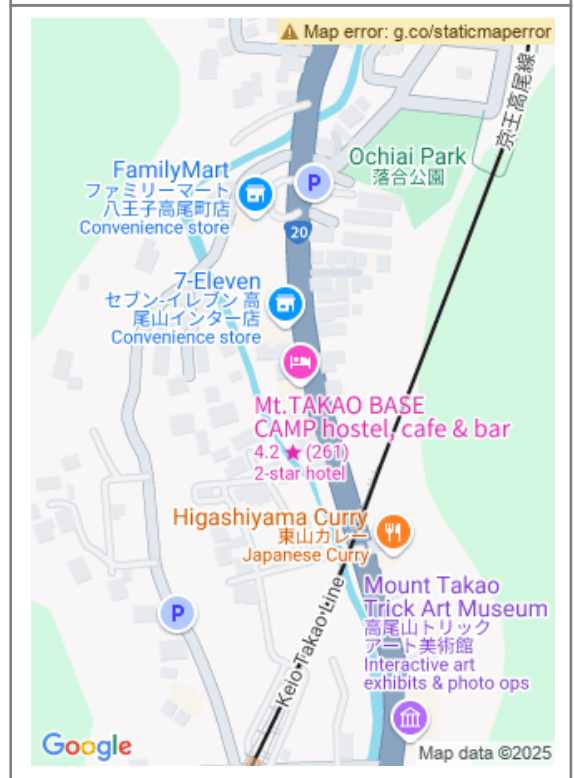 Map error: g.co/staticmaperror
京王高尾線
Ochiai Park
落合公園
P
FamilyMart
ファミリーマート
八王子高尾町店
Convenience store
20
7-Eleven
セブン-イレブン 高
尾山インター店
Convenience store
Mt.TAKAO BASE
CAMP hostel, cafe & bar
4.2 ★ (261)
2-star hotel
Higashiyama Curry
東山カレー
Japanese Curry
Mount Takao
Trick Art Museum
高尾山トリック
アート美術館
Interactive art
exhibits & photo ops
P
Keio Takao Line
Google
Map data ©2025